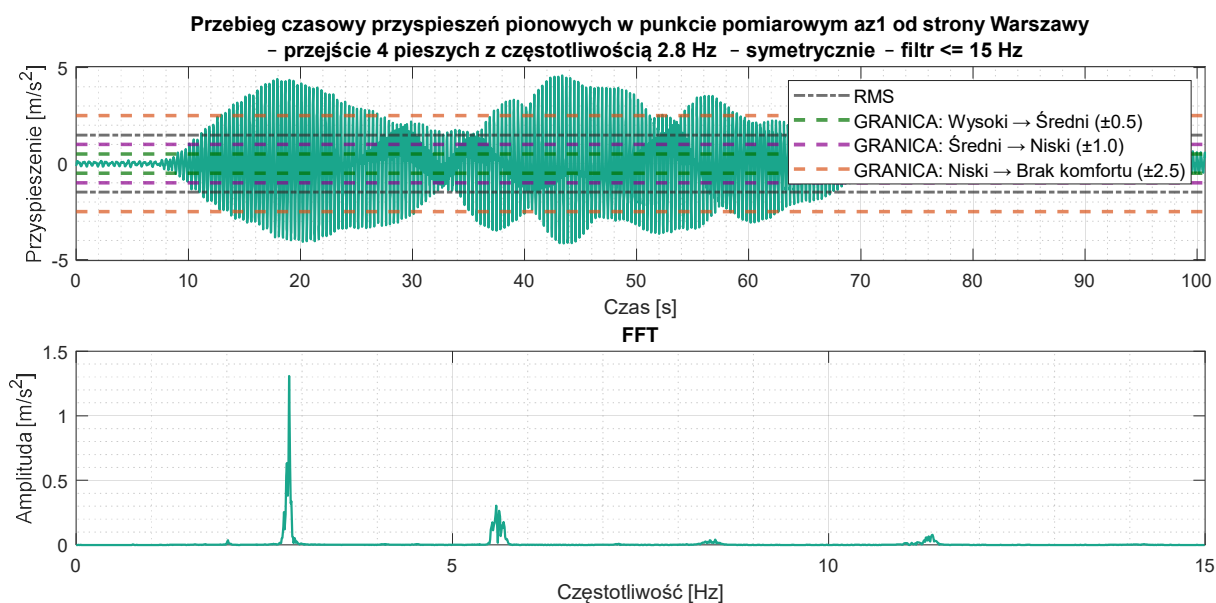 Przebieg czasowy przyspieszeń pionowych w punkcie pomiarowym az1 od strony Warszawy
– przejście 4 pieszych z częstotliwością 2.8 Hz – symetrycznie – filtr <= 15 Hz
Przyspieszenie [m/s²]
5
0
-5
RMS
GRANICA: Wysoki → Średni (±0.5)
GRANICA: Średni → Niski (±1.0)
GRANICA: Niski → Brak komfortu (±2.5)
0 10 20 30 40 50 60 70 80 90 100
Czas [s]
FFT
Amplituda [m/s²]
1.5
1
0.5
0
0 5 10 15
Częstotliwość [Hz]